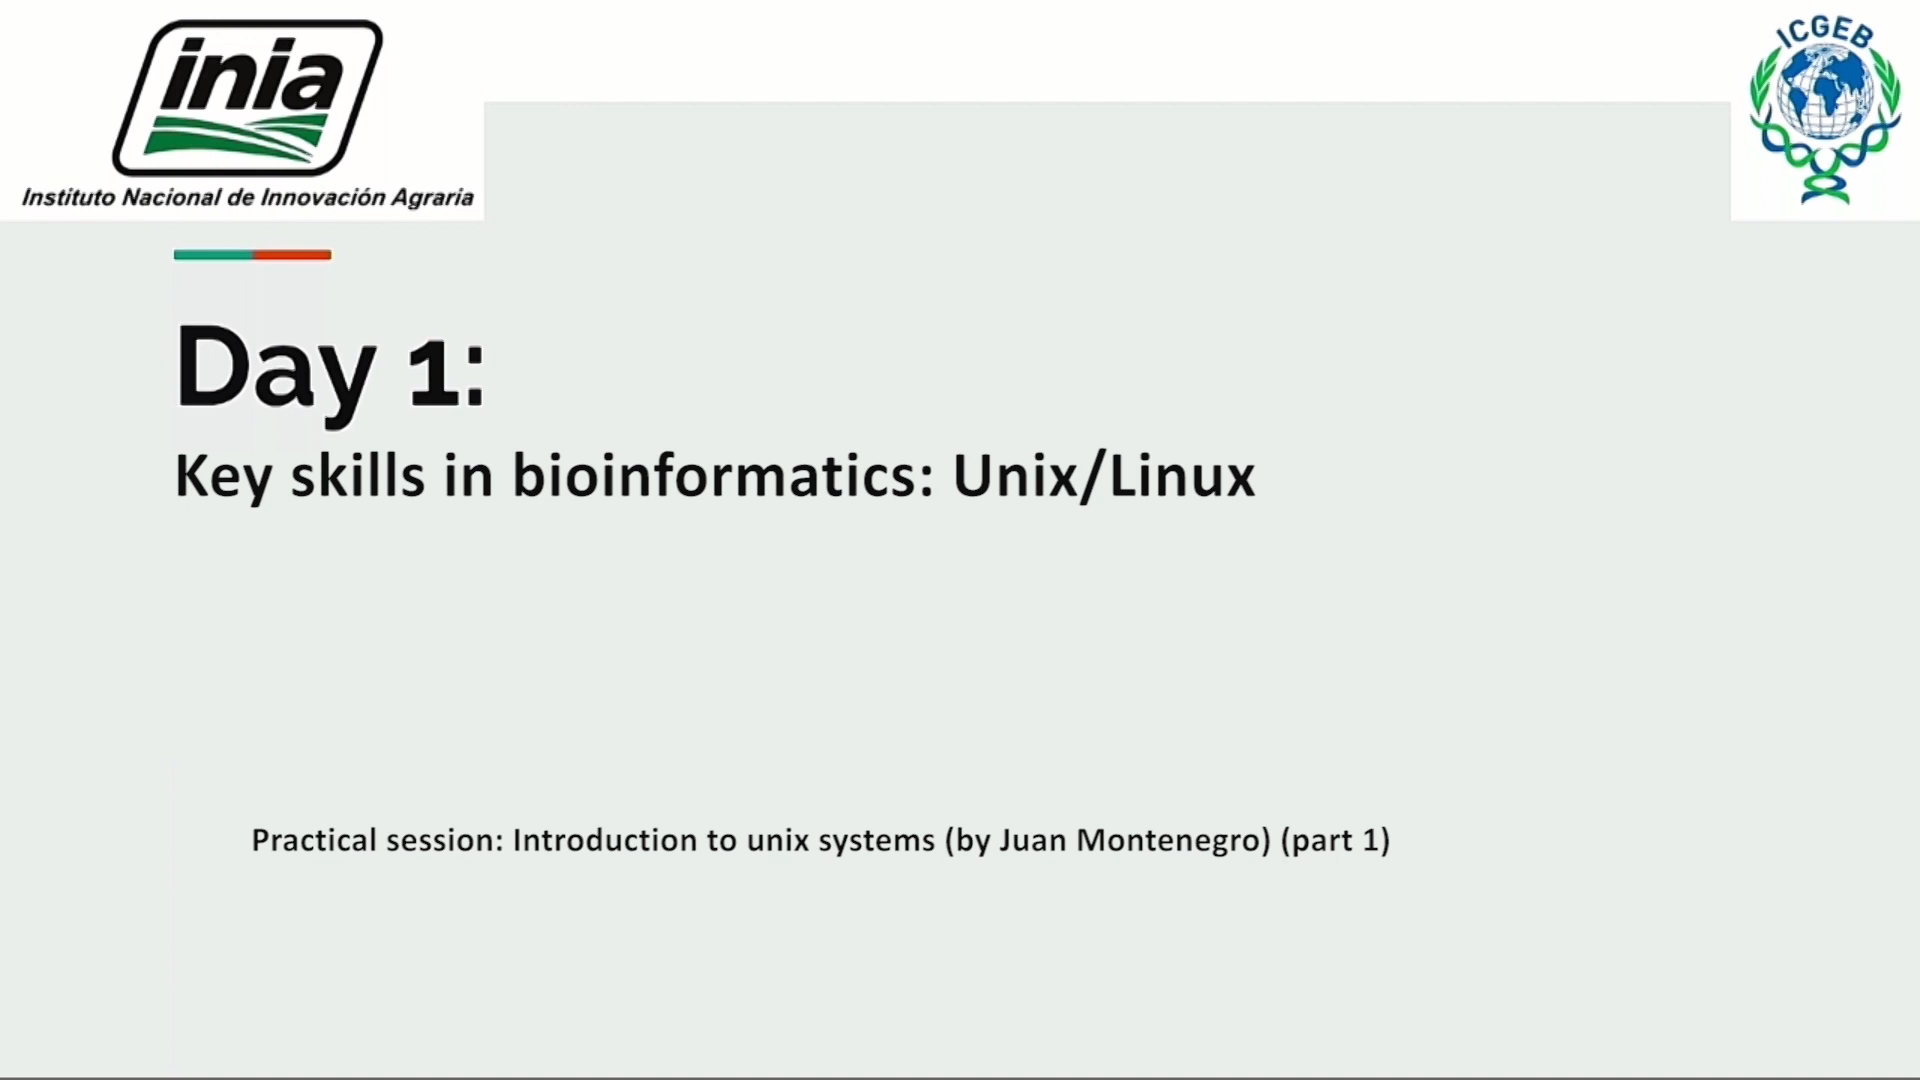 inia
Instituto Nacional de Innovación Agraria
ICGEB
Day 1:
Key skills in bioinformatics: Unix/Linux
Practical session: Introduction to unix systems (by Juan Montenegro) (part 1)